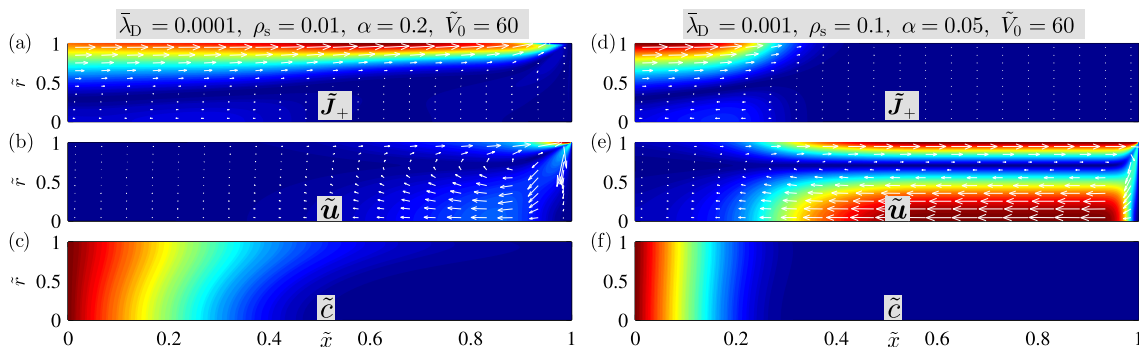 λ̄_D = 0.0001, ρ_s = 0.01, α = 0.2, Ṽ_0 = 60
λ̄_D = 0.001, ρ_s = 0.1, α = 0.05, Ṽ_0 = 60
(a)
1
r̃ 0.5
0
J̃_+
(b)
1
r̃ 0.5
0
ũ
(c)
1
r̃ 0.5
0
c̃
0 0.2 0.4 x̃ 0.6 0.8 1
(d)
1
0.5
0
J̃_+
(e)
1
0.5
0
ũ
(f)
1
0.5
0
c̃
0 0.2 0.4 x̃ 0.6 0.8 1